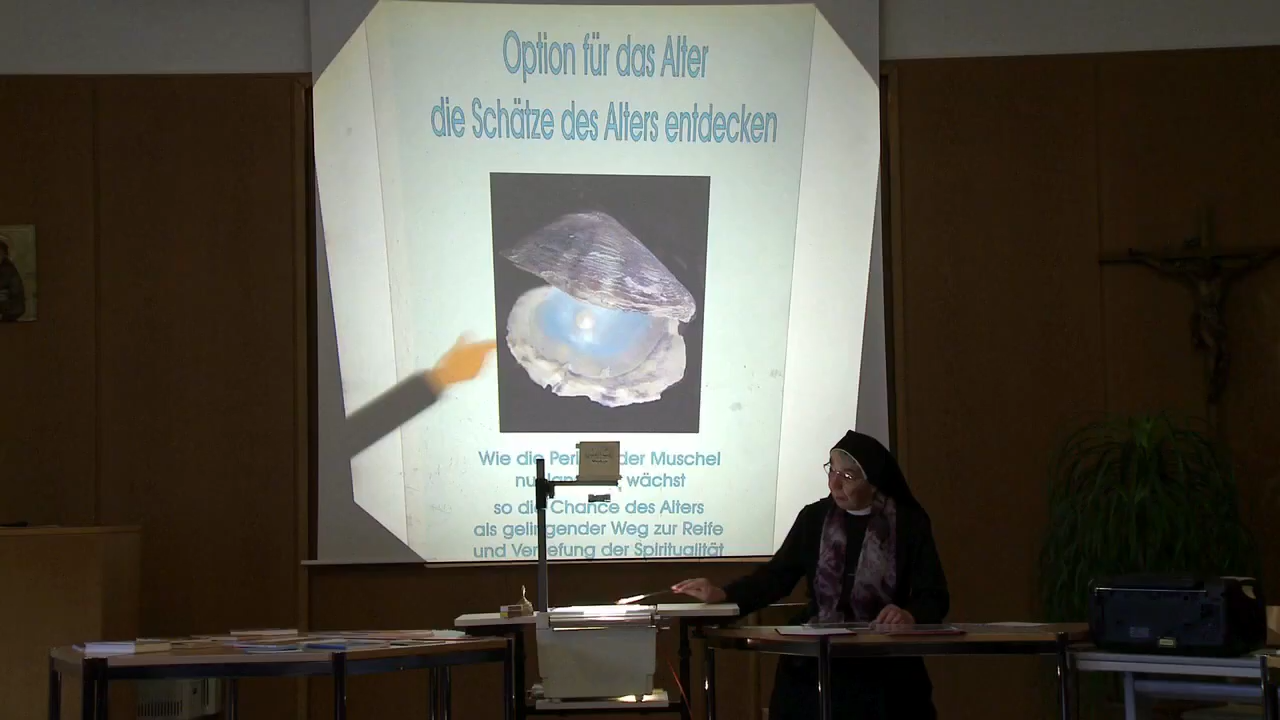 Option für das Alter
die Schätze des Alters entdecken
Wie die der Muschel
wächst
so die Chance des Alters
als gelingender Weg zur Reife
und Vertiefung der Spiritualität